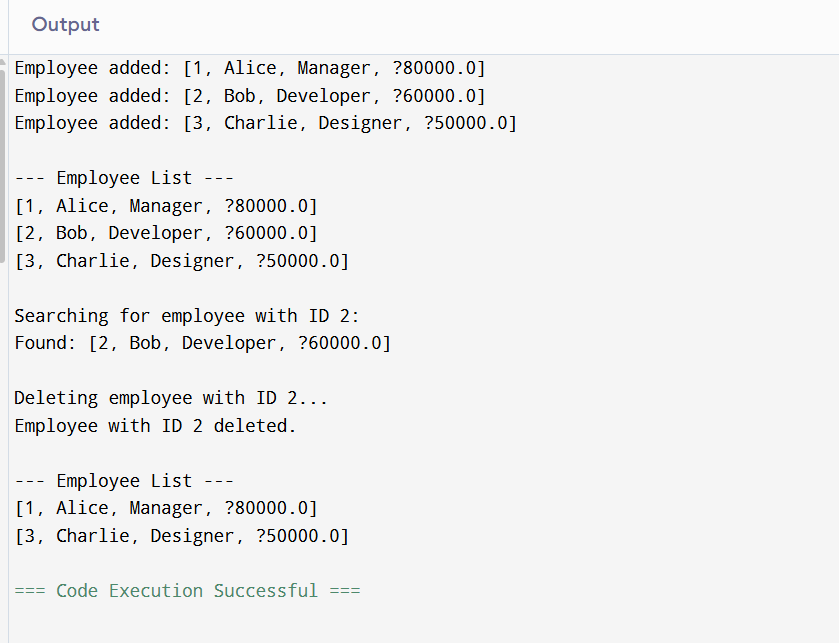 Output
Employee added: [1, Alice, Manager, ?80000.0]
Employee added: [2, Bob, Developer, ?60000.0]
Employee added: [3, Charlie, Designer, ?50000.0]
--- Employee List ---
[1, Alice, Manager, ?80000.0]
[2, Bob, Developer, ?60000.0]
[3, Charlie, Designer, ?50000.0]
Searching for employee with ID 2:
Found: [2, Bob, Developer, ?60000.0]
Deleting employee with ID 2...
Employee with ID 2 deleted.
--- Employee List ---
[1, Alice, Manager, ?80000.0]
[3, Charlie, Designer, ?50000.0]
=== Code Execution Successful ===